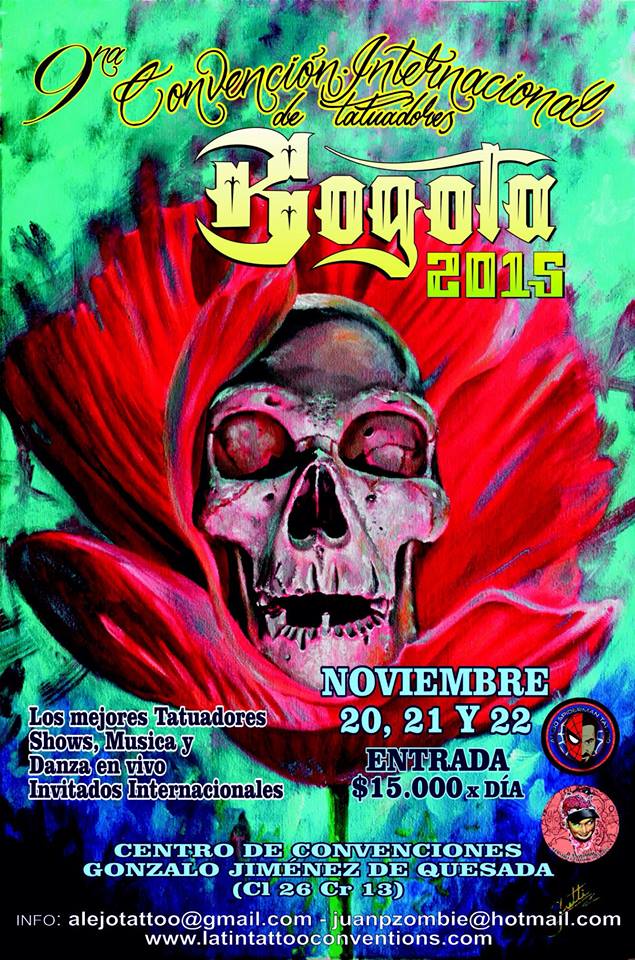 9na Convención Internacional
de tatuadores
Bogota
2015
NOVIEMBRE
20, 21 Y 22
ENTRADA
$15.000 x DÍA
Los mejores Tatuadores
Shows, Musica y
Danza en vivo
Invitados Internacionales
CENTRO DE CONVENCIONES
GONZALO JIMÉNEZ DE QUESADA
(Cl 26 Cr 13)
INFO: alejotattoo@gmail.com - juanpzombie@hotmail.com
www.latintattooconventions.com